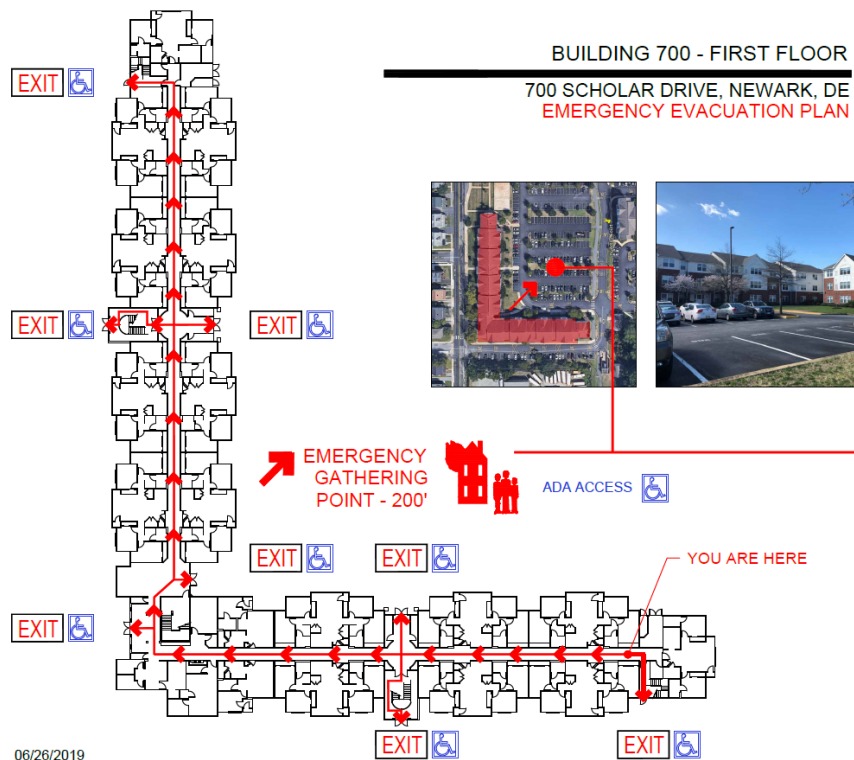 BUILDING 700 - FIRST FLOOR
700 SCHOLAR DRIVE, NEWARK, DE
EMERGENCY EVACUATION PLAN
EXIT
EXIT
EXIT
EMERGENCY
GATHERING
POINT - 200'
ADA ACCESS
EXIT
EXIT
YOU ARE HERE
EXIT
EXIT
EXIT
06/26/2019